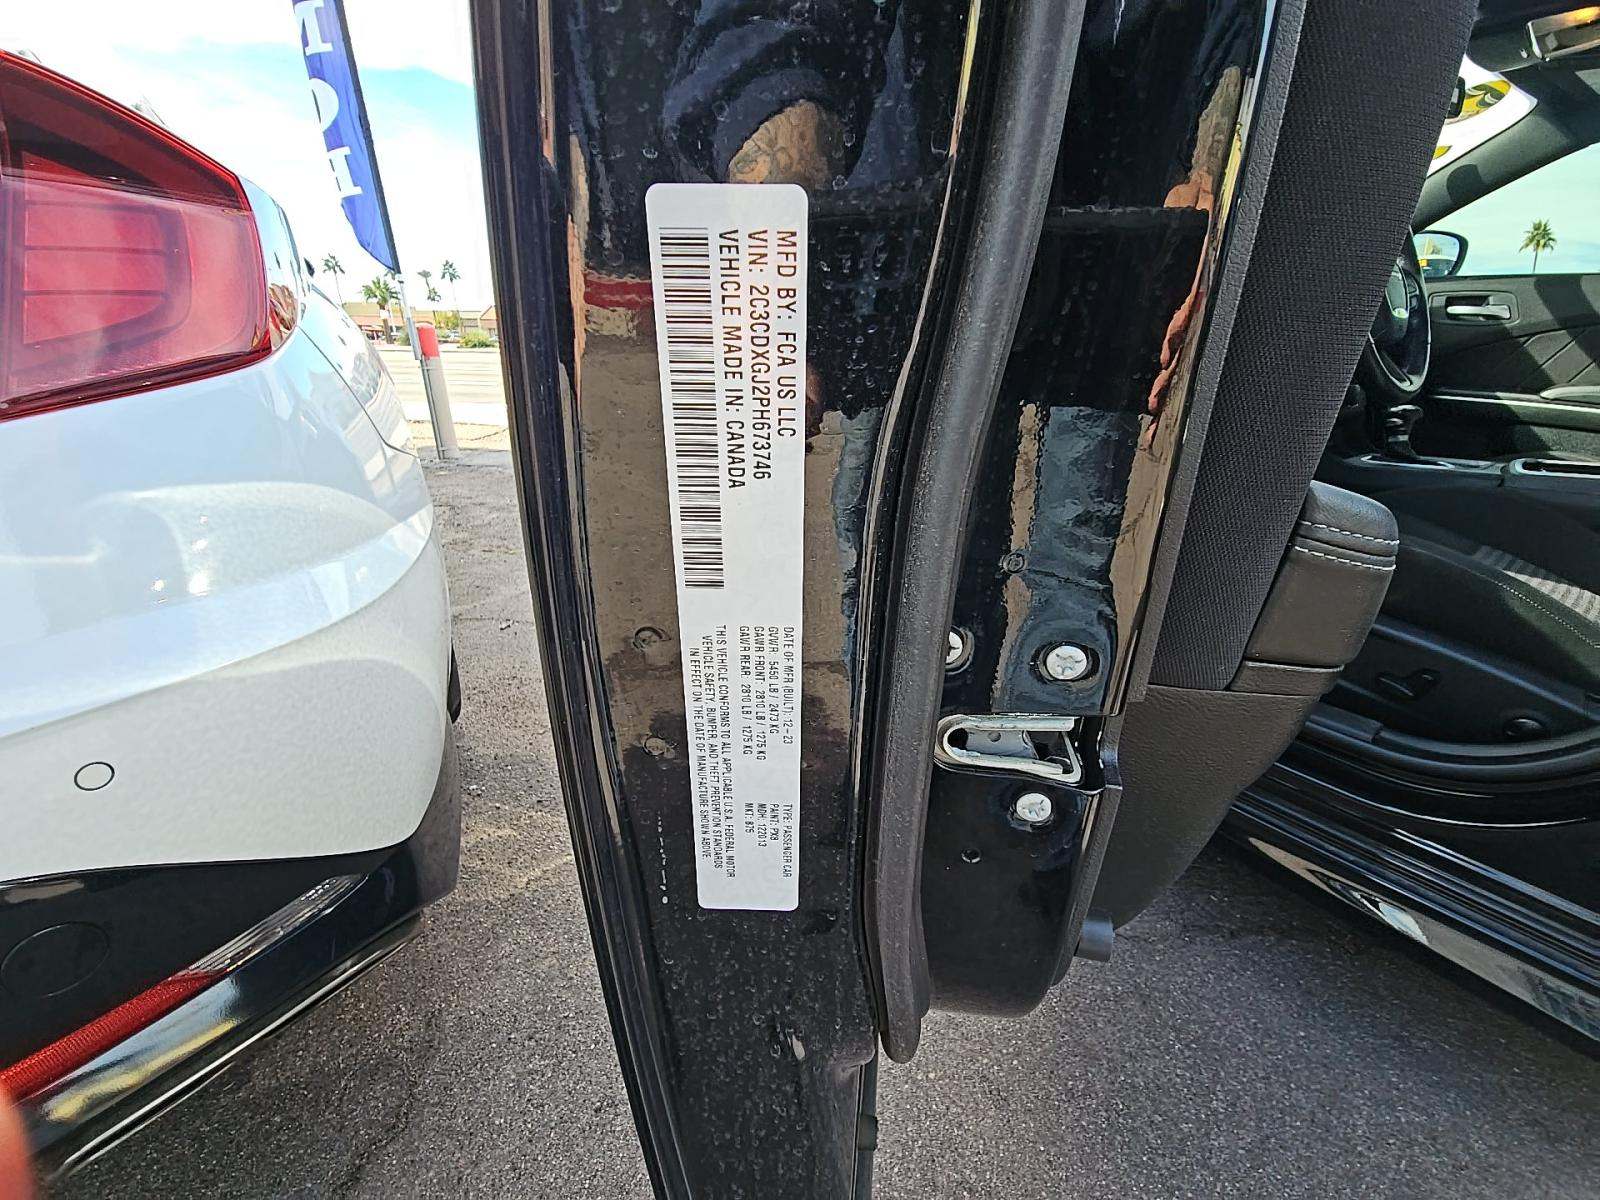 HOH
MFD BY: FCA US LLC
VIN: 2C3CDXGJ2PH673746
VEHICLE MADE IN: CANADA
DATE OF MFR (BUILT): 12-23
GVWR: 5450 LB / 2473 KG
GAWR FRONT: 2810 LB / 1275 KG
GAWR REAR: 2810 LB / 1275 KG
TYPE: PASSENGER CAR
PAINT: PX8
MDH: 122013
MKT: B75
THIS VEHICLE CONFORMS TO ALL APPLICABLE U.S.A. FEDERAL MOTOR
VEHICLE SAFETY, BUMPER, AND THEFT PREVENTION STANDARDS
IN EFFECT ON THE DATE OF MANUFACTURE SHOWN ABOVE.